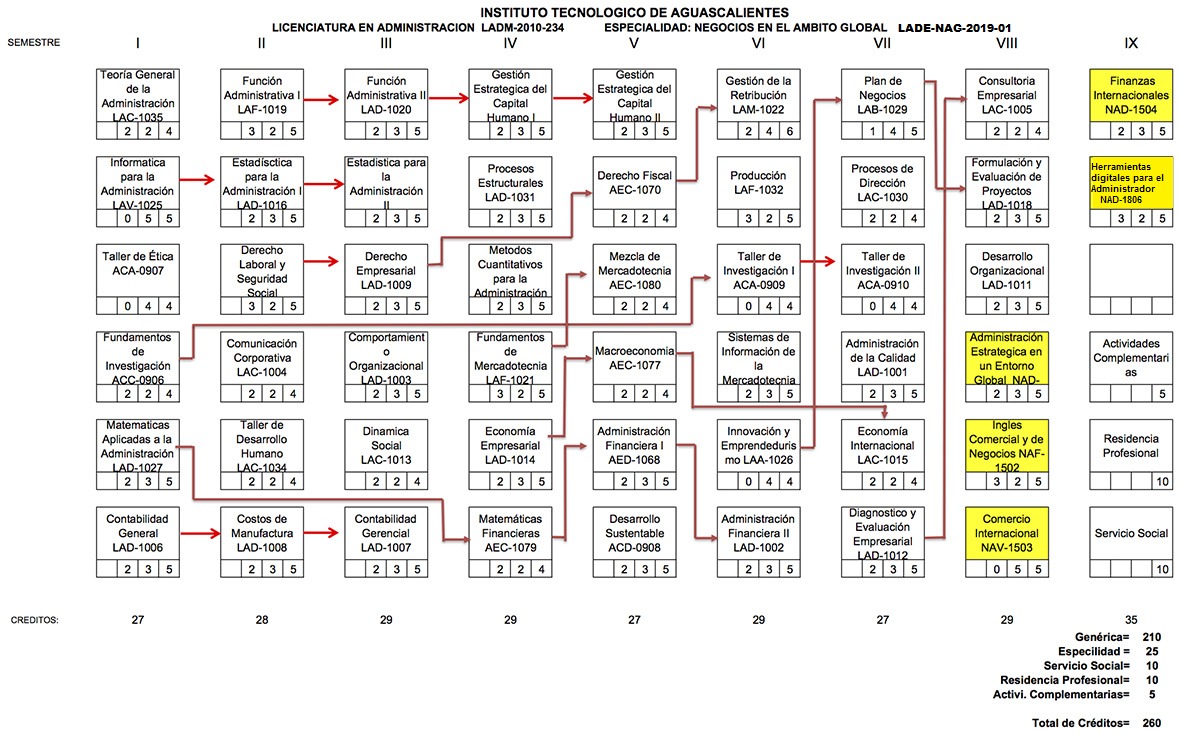 INSTITUTO TECNOLOGICO DE AGUASCALIENTES
LICENCIATURA EN ADMINISTRACION LADM-2010-234 ESPECIALIDAD: NEGOCIOS EN EL AMBITO GLOBAL LADE-NAG-2019-01
SEMESTRE I II III IV V VI VII VIII IX
Teoría General
de la
Administración
LAC-1035
2 2 4
Función
Administrativa I
LAF-1019
3 2 5
Función
Administrativa II
LAD-1020
2 3 5
Gestión
Estrategica del
Capital
Humano I
2 3 5
Gestión
Estrategica del
Capital
Humano II
2 3 5
Gestión de la
Retribución
LAM-1022
2 4 6
Plan de
Negocios
LAB-1029
1 4 5
Consultoria
Empresarial
LAC-1005
2 2 4
Finanzas
Internacionales
NAD-1504
2 3 5
Informatica
para la
Administración
LAV-1025
0 5 5
Estadísctica
para la
Administración I
LAD-1016
2 3 5
Estadistica para
la
Administración
II
2 3 5
Procesos
Estructurales
LAD-1031
2 3 5
Derecho Fiscal
AEC-1070
2 2 4
Producción
LAF-1032
3 2 5
Procesos de
Dirección
LAC-1030
2 2 4
Formulación y
Evaluación de
Proyectos
LAD-1018
2 3 5
Herramientas
digitales para el
Administrador
NAD-1806
3 2 5
Taller de Ética
ACA-0907
0 4 4
Derecho
Laboral y
Seguridad
Social
3 2 5
Derecho
Empresarial
LAD-1009
2 3 5
Metodos
Cuantitativos
para la
Administración
2 3 5
Mezcla de
Mercadotecnia
AEC-1080
2 2 4
Taller de
Investigación I
ACA-0909
0 4 4
Taller de
Investigación II
ACA-0910
0 4 4
Desarrollo
Organizacional
LAD-1011
2 3 5
Fundamentos
de
Investigación
ACC-0906
2 2 4
Comunicación
Corporativa
LAC-1004
2 2 4
Comportamient
o
Organizacional
LAD-1003
2 3 5
Fundamentos
de
Mercadotecnia
LAF-1021
3 2 5
Macroeconomia
AEC-1077
2 2 4
Sistemas de
Información de
la
Mercadotecnia
2 3 5
Administración
de la Calidad
LAD-1001
2 3 5
Administración
Estrategica en
un Entorno
Global NAD-
2 3 5
Actividades
Complementari
as
5
Matematicas
Aplicadas a la
Administración
LAD-1027
2 3 5
Taller de
Desarrollo
Humano
LAC-1034
2 2 4
Dinamica
Social
LAC-1013
2 2 4
Economía
Empresarial
LAD-1014
2 3 5
Administración
Financiera I
AED-1068
2 3 5
Innovación y
Emprendeduris
mo LAA-1026
0 4 4
Economía
Internacional
LAC-1015
2 2 4
Ingles
Comercial y de
Negocios NAF-
1502
3 2 5
Residencia
Profesional
10
Contabilidad
General
LAD-1006
2 3 5
Costos de
Manufactura
LAD-1008
2 3 5
Contabilidad
Gerencial
LAD-1007
2 3 5
Matemáticas
Financieras
AEC-1079
2 2 4
Desarrollo
Sustentable
ACD-0908
2 3 5
Administración
Financiera II
LAD-1002
2 3 5
Diagnostico y
Evaluación
Empresarial
LAD-1012
2 3 5
Comercio
Internacional
NAV-1503
0 5 5
Servicio Social
10
CREDITOS: 27 28 29 29 27 29 27 29 35
Genérica= 210
Espeсilidad = 25
Servicio Social= 10
Residencia Profesional= 10
Activi. Complementarias= 5
Total de Créditos= 260